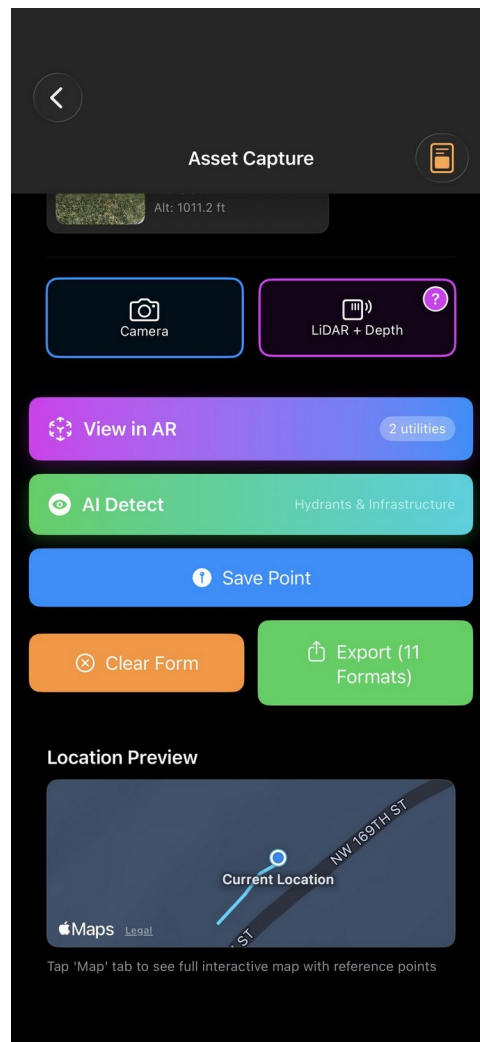 Asset Capture
Alt: 1011.2 ft
Camera
?
LiDAR + Depth
View in AR
2 utilities
AI Detect
Hydrants & Infrastructure
Save Point
Clear Form
Export (11
Formats)
Location Preview
NW 169TH ST
Current Location
Maps Legal
ST
Tap 'Map' tab to see full interactive map with reference points